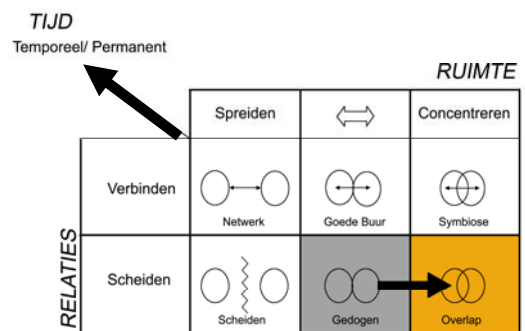 TIJD
Temporeel/ Permanent
RUIMTE
Spreiden
Concentreren
RELATIES
Verbinden
Netwerk
Goede Buur
Symbiose
Scheiden
Scheiden
Gedogen
Overlap